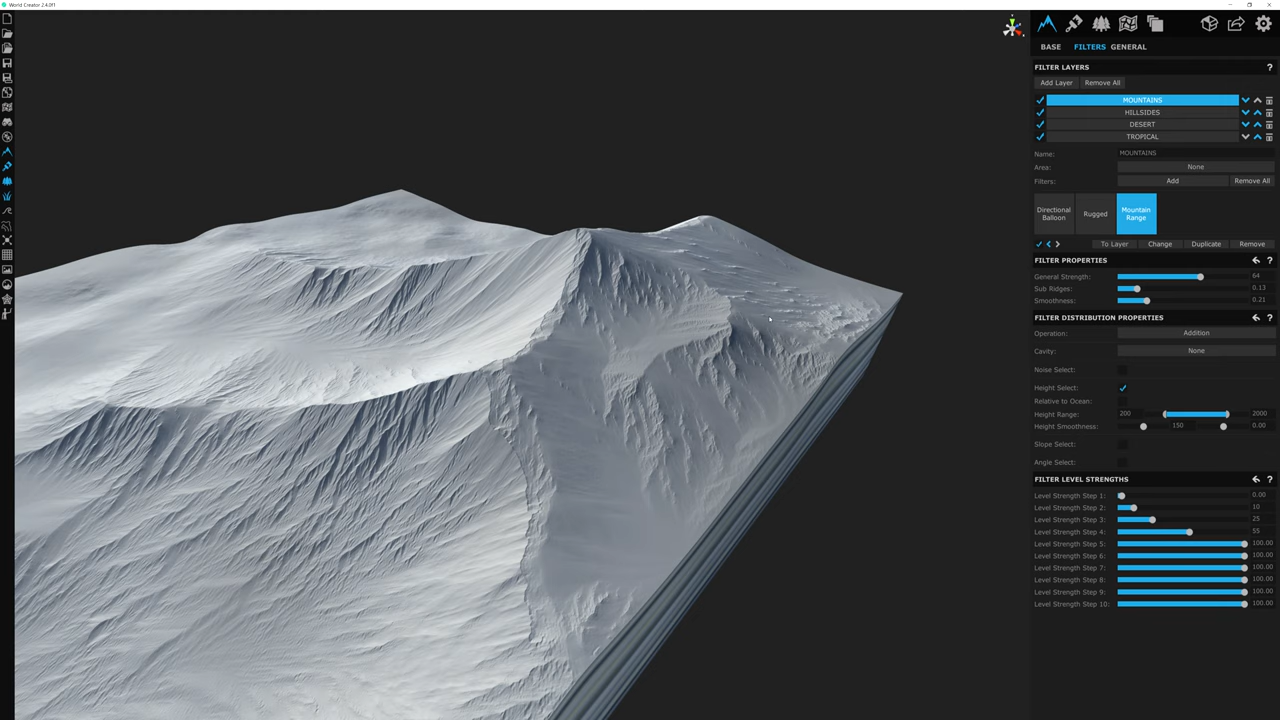 World Creator 2.4.0f1
BASE FILTERS GENERAL
FILTER LAYERS ?
Add Layer Remove All
MOUNTAINS
HILLSIDES
DESERT
TROPICAL
Name: MOUNTAINS
Area: None
Filters: Add Remove All
Directional Balloon
Rugged
Mountain Range
To Layer Change Duplicate Remove
FILTER PROPERTIES ?
General Strength: 64
Sub Ridges: 0.13
Smoothness: 0.21
FILTER DISTRIBUTION PROPERTIES ?
Operation: Addition
Cavity: None
Noise Select:
Height Select:
Relative to Ocean:
Height Range: 200 2000
Height Smoothness: 150 0.00
Slope Select:
Angle Select:
FILTER LEVEL STRENGTHS ?
Level Strength Step 1: 0.00
Level Strength Step 2: 10
Level Strength Step 3: 25
Level Strength Step 4: 55
Level Strength Step 5: 100.00
Level Strength Step 6: 100.00
Level Strength Step 7: 100.00
Level Strength Step 8: 100.00
Level Strength Step 9: 100.00
Level Strength Step 10: 100.00